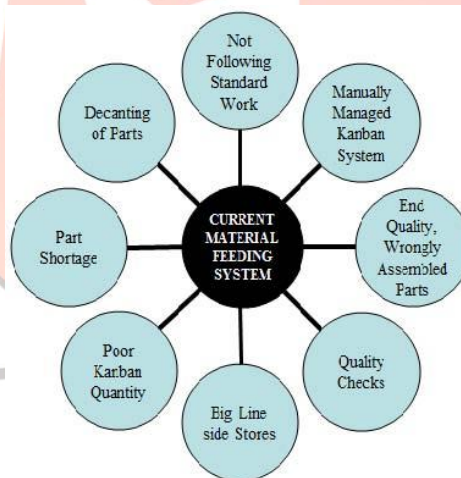 Not
Following
Standard
Work
Decanting
of Parts
Manually
Managed
Kanban
System
Part
Shortage
CURRENT
MATERIAL
FEEDING
SYSTEM
End
Quality,
Wrongly
Assembled
Parts
Poor
Kanban
Quantity
Quality
Checks
Big Line
side Stores